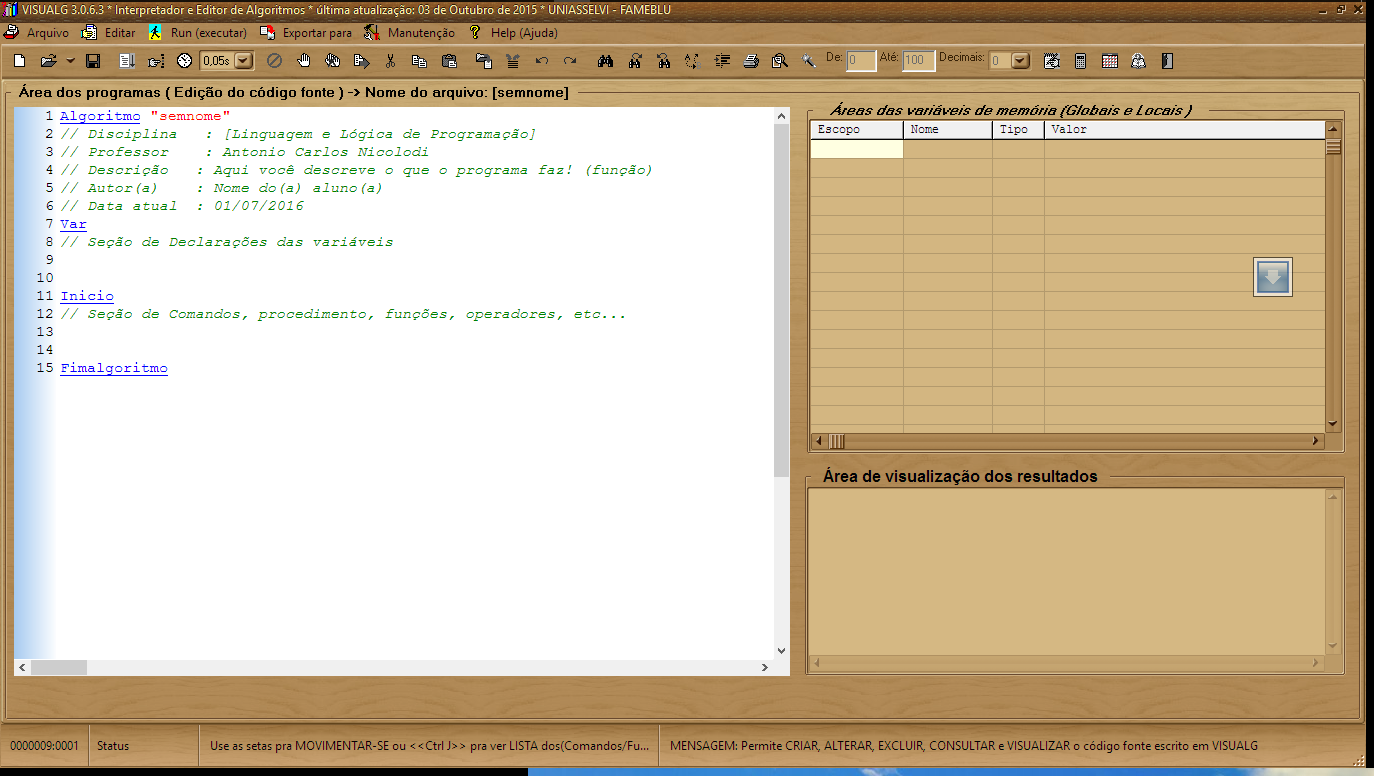 VISUALG 3.0.6.3 * Interpretador e Editor de Algoritmos * última atualização: 03 de Outubro de 2015 * UNIASSELVI - FAMEBLU
Arquivo Editar Run (executar) Exportar para Manutenção Help (Ajuda)
0,05s De: 0 Até: 100 Decimais: 0
Área dos programas ( Edição do código fonte ) -> Nome do arquivo: [semnome]
1 Algoritmo "semnome"
2 // Disciplina : [Linguagem e Lógica de Programação]
3 // Professor : Antonio Carlos Nicolodi
4 // Descrição : Aqui você descreve o que o programa faz! (função)
5 // Autor(a) : Nome do(a) aluno(a)
6 // Data atual : 01/07/2016
7 Var
8 // Seção de Declarações das variáveis
9
10
11 Inicio
12 // Seção de Comandos, procedimento, funções, operadores, etc...
13
14
15 Fimalgoritmo
Áreas das variáveis de memória (Globais e Locais )
Escopo Nome Tipo Valor
Área de visualização dos resultados
0000009:0001 Status Use as setas pra MOVIMENTAR-SE ou <<Ctrl J>> pra ver LISTA dos(Comandos/Fu... MENSAGEM: Permite CRIAR, ALTERAR, EXCLUIR, CONSULTAR e VISUALIZAR o código fonte escrito em VISUALG